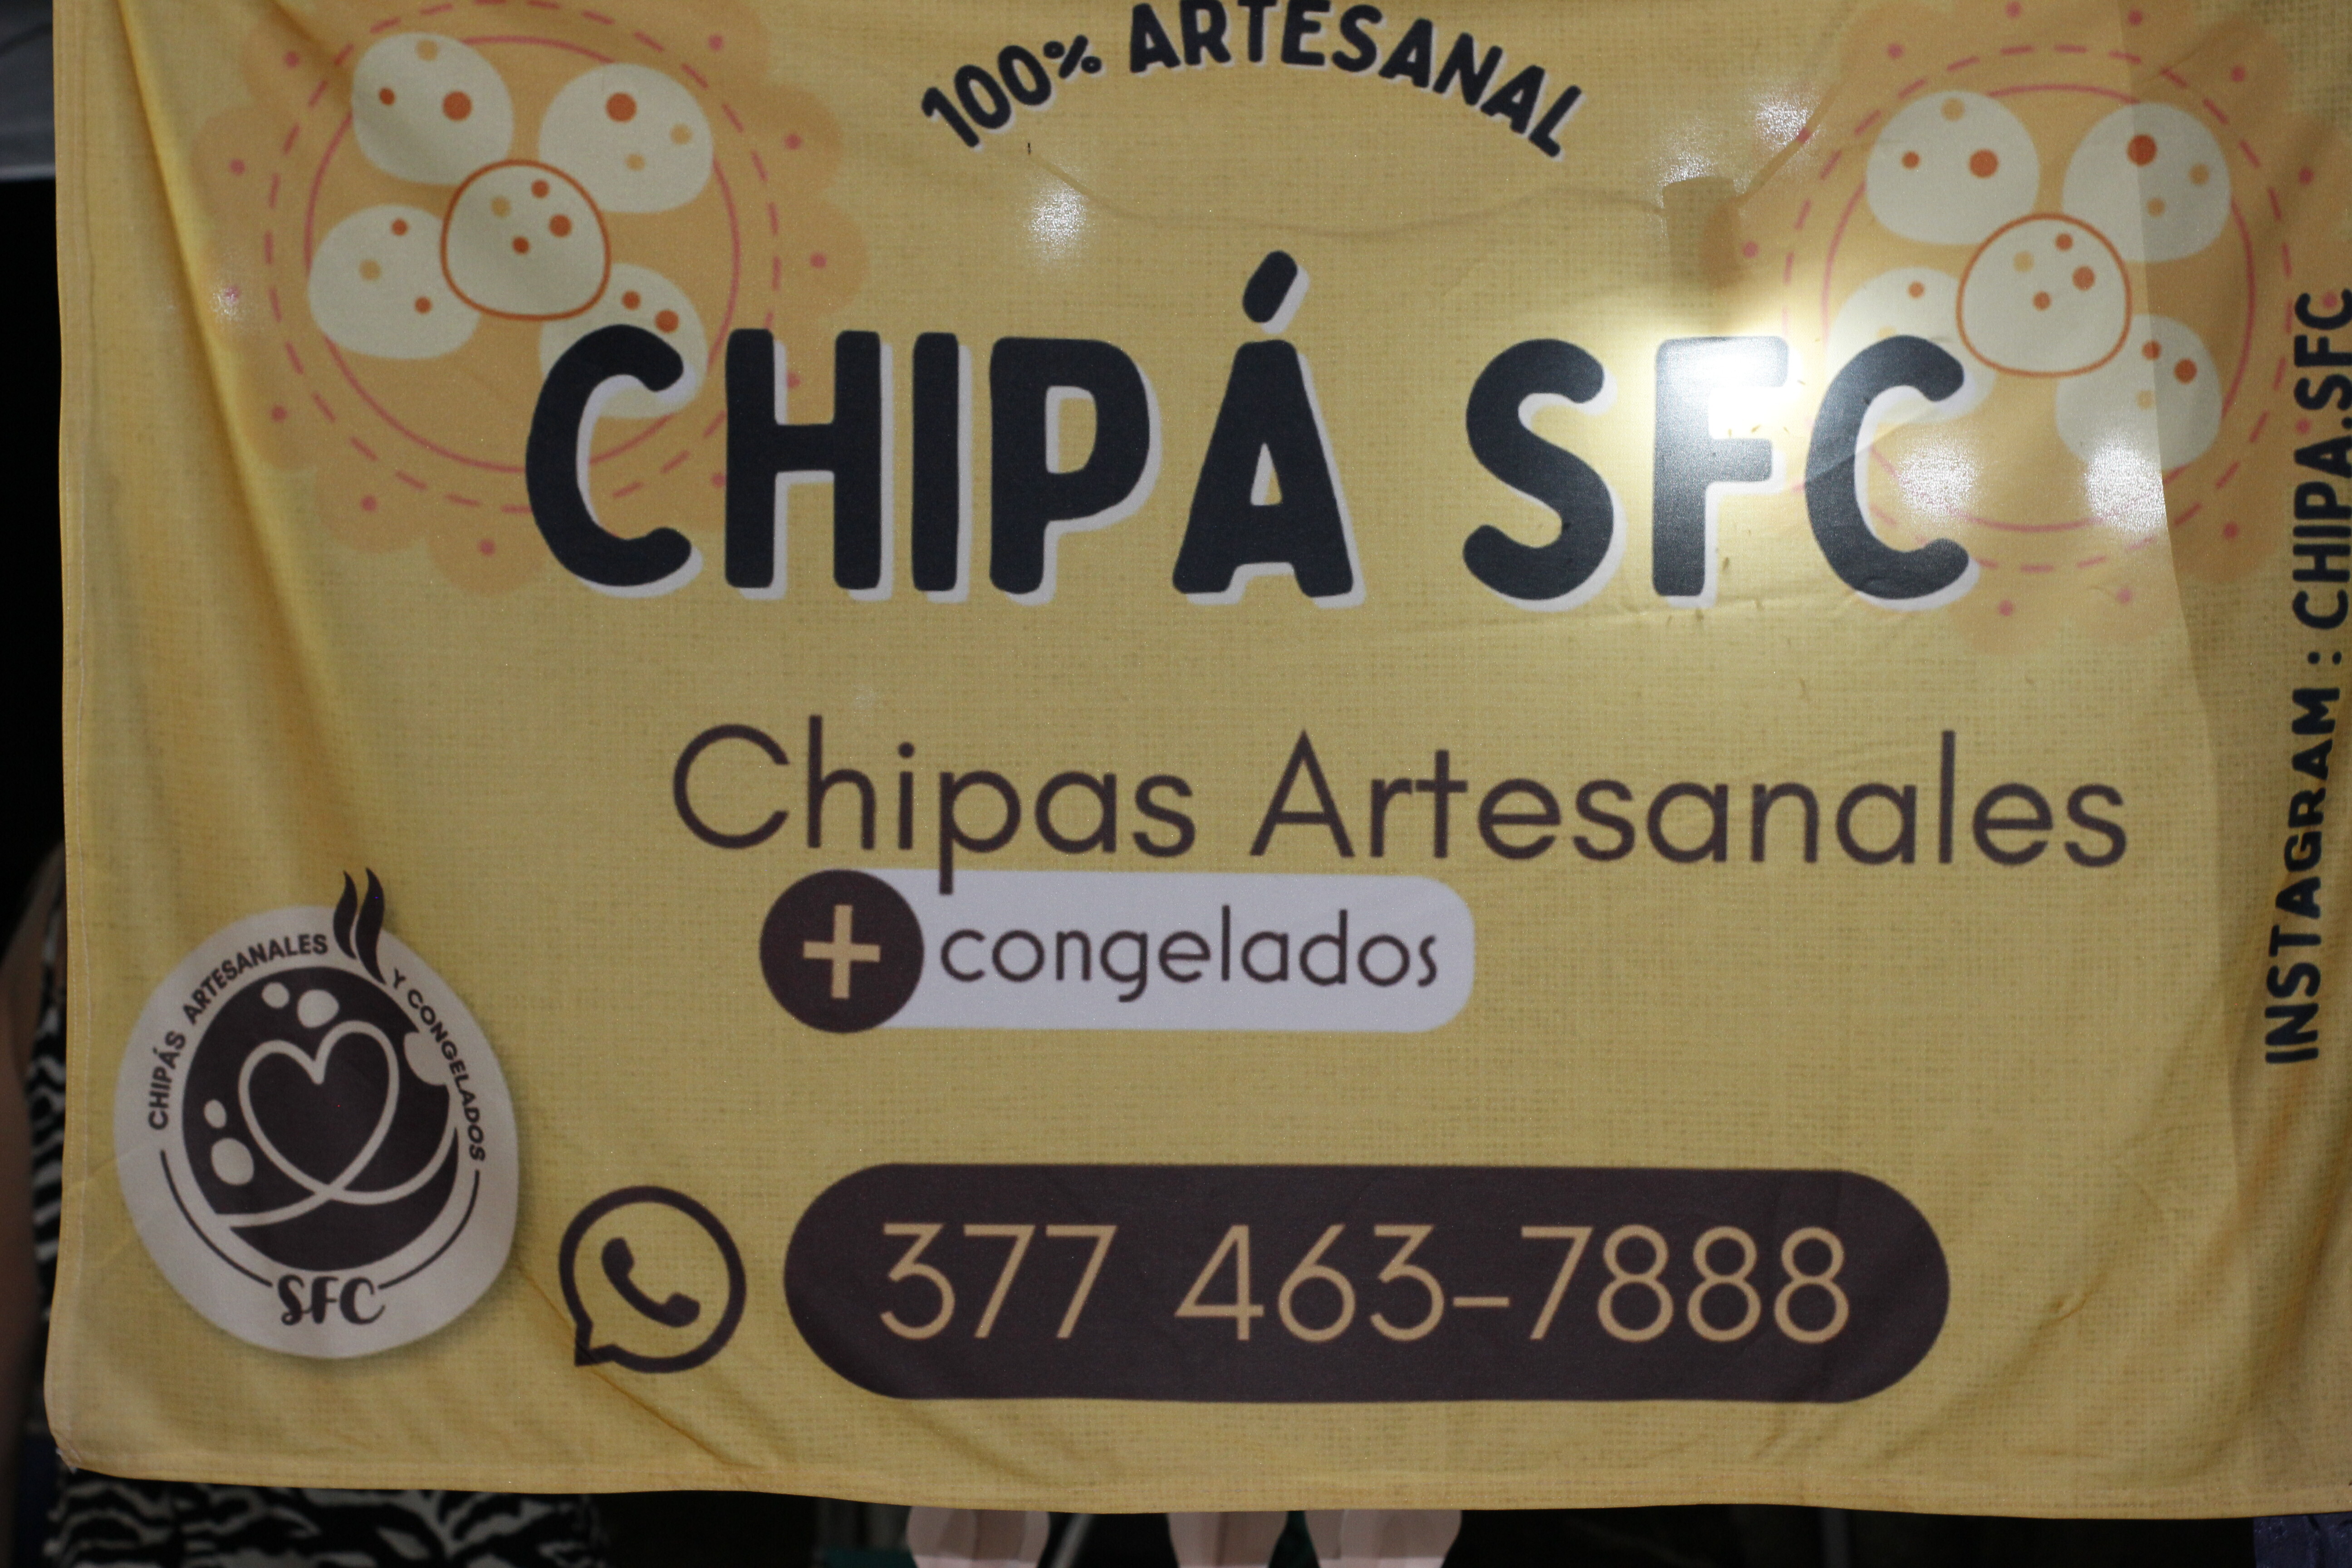 100% ARTESANAL
CHIPÁ SFC
Chipas Artesanales
+ congelados
CHIPÁS ARTESANALES Y CONGELADOS
SFC
377 463-7888
INSTAGRAM : CHIPA.SFC